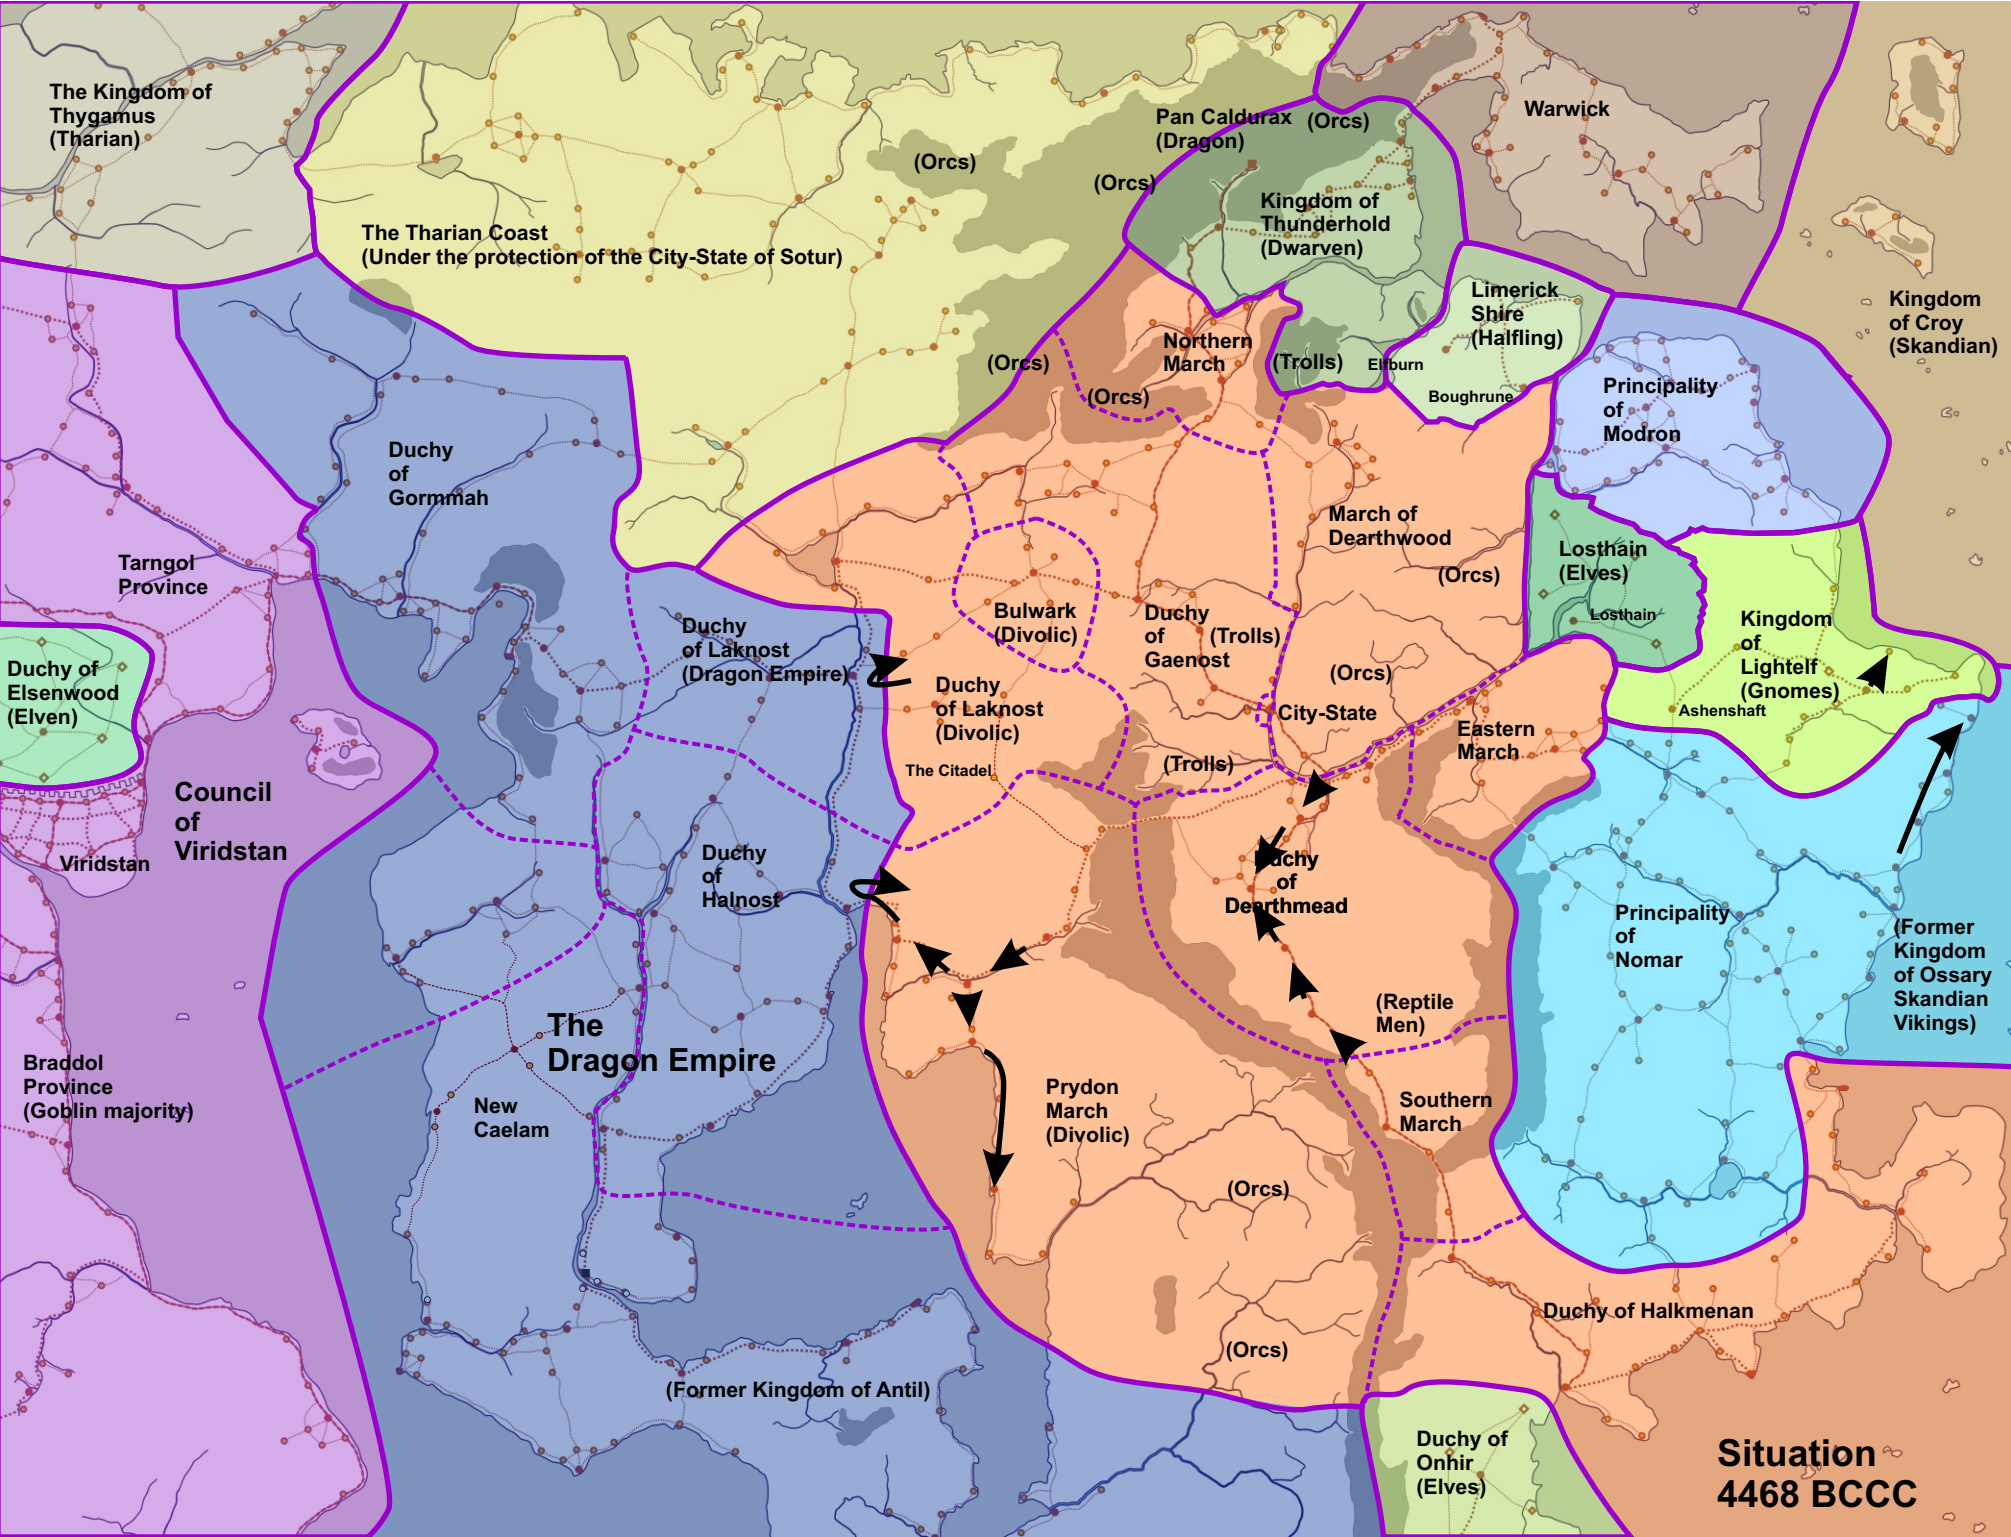 The Kingdom of
Thygamus
(Tharian)
The Tharian Coast
(Under the protection of the City-State of Sotur)
(Orcs)
Pan Caldurax
(Dragon)
(Orcs)
(Orcs)
Kingdom of
Thunderhold
(Dwarven)
Warwick
Limerick
Shire
(Halfling)
Kingdom
of Croy
(Skandian)
Northern
March
(Orcs)
(Orcs)
(Trolls)
Elfburn
Boughrune
Principality
of
Modron
Duchy
of
Gormmah
March of
Dearthwood
(Orcs)
Losthain
(Elves)
Losthain
Tarngol
Province
Duchy of
Elsenwood
(Elven)
Duchy
of Laknost
(Dragon Empire)
Bulwark
(Divolic)
Duchy
of
Gaenost
(Trolls)
(Orcs)
Kingdom
of
Lightelf
(Gnomes)
Ashenshaft
Duchy
of Laknost
(Divolic)
The Citadel
City-State
(Trolls)
Eastern
March
Council
of
Viridstan
Viridstan
Duchy
of
Halnost
Duchy
of
Dearthmead
Principality
of
Nomar
(Former
Kingdom
of Ossary
Skandian
Vikings)
(Reptile
Men)
The
Dragon Empire
Braddol
Province
(Goblin majority)
New
Caelam
Prydon
March
(Divolic)
Southern
March
(Orcs)
(Orcs)
Duchy of Halkmenan
(Former Kingdom of Antil)
Duchy of
Onhir
(Elves)
Situation
4468 BCCC